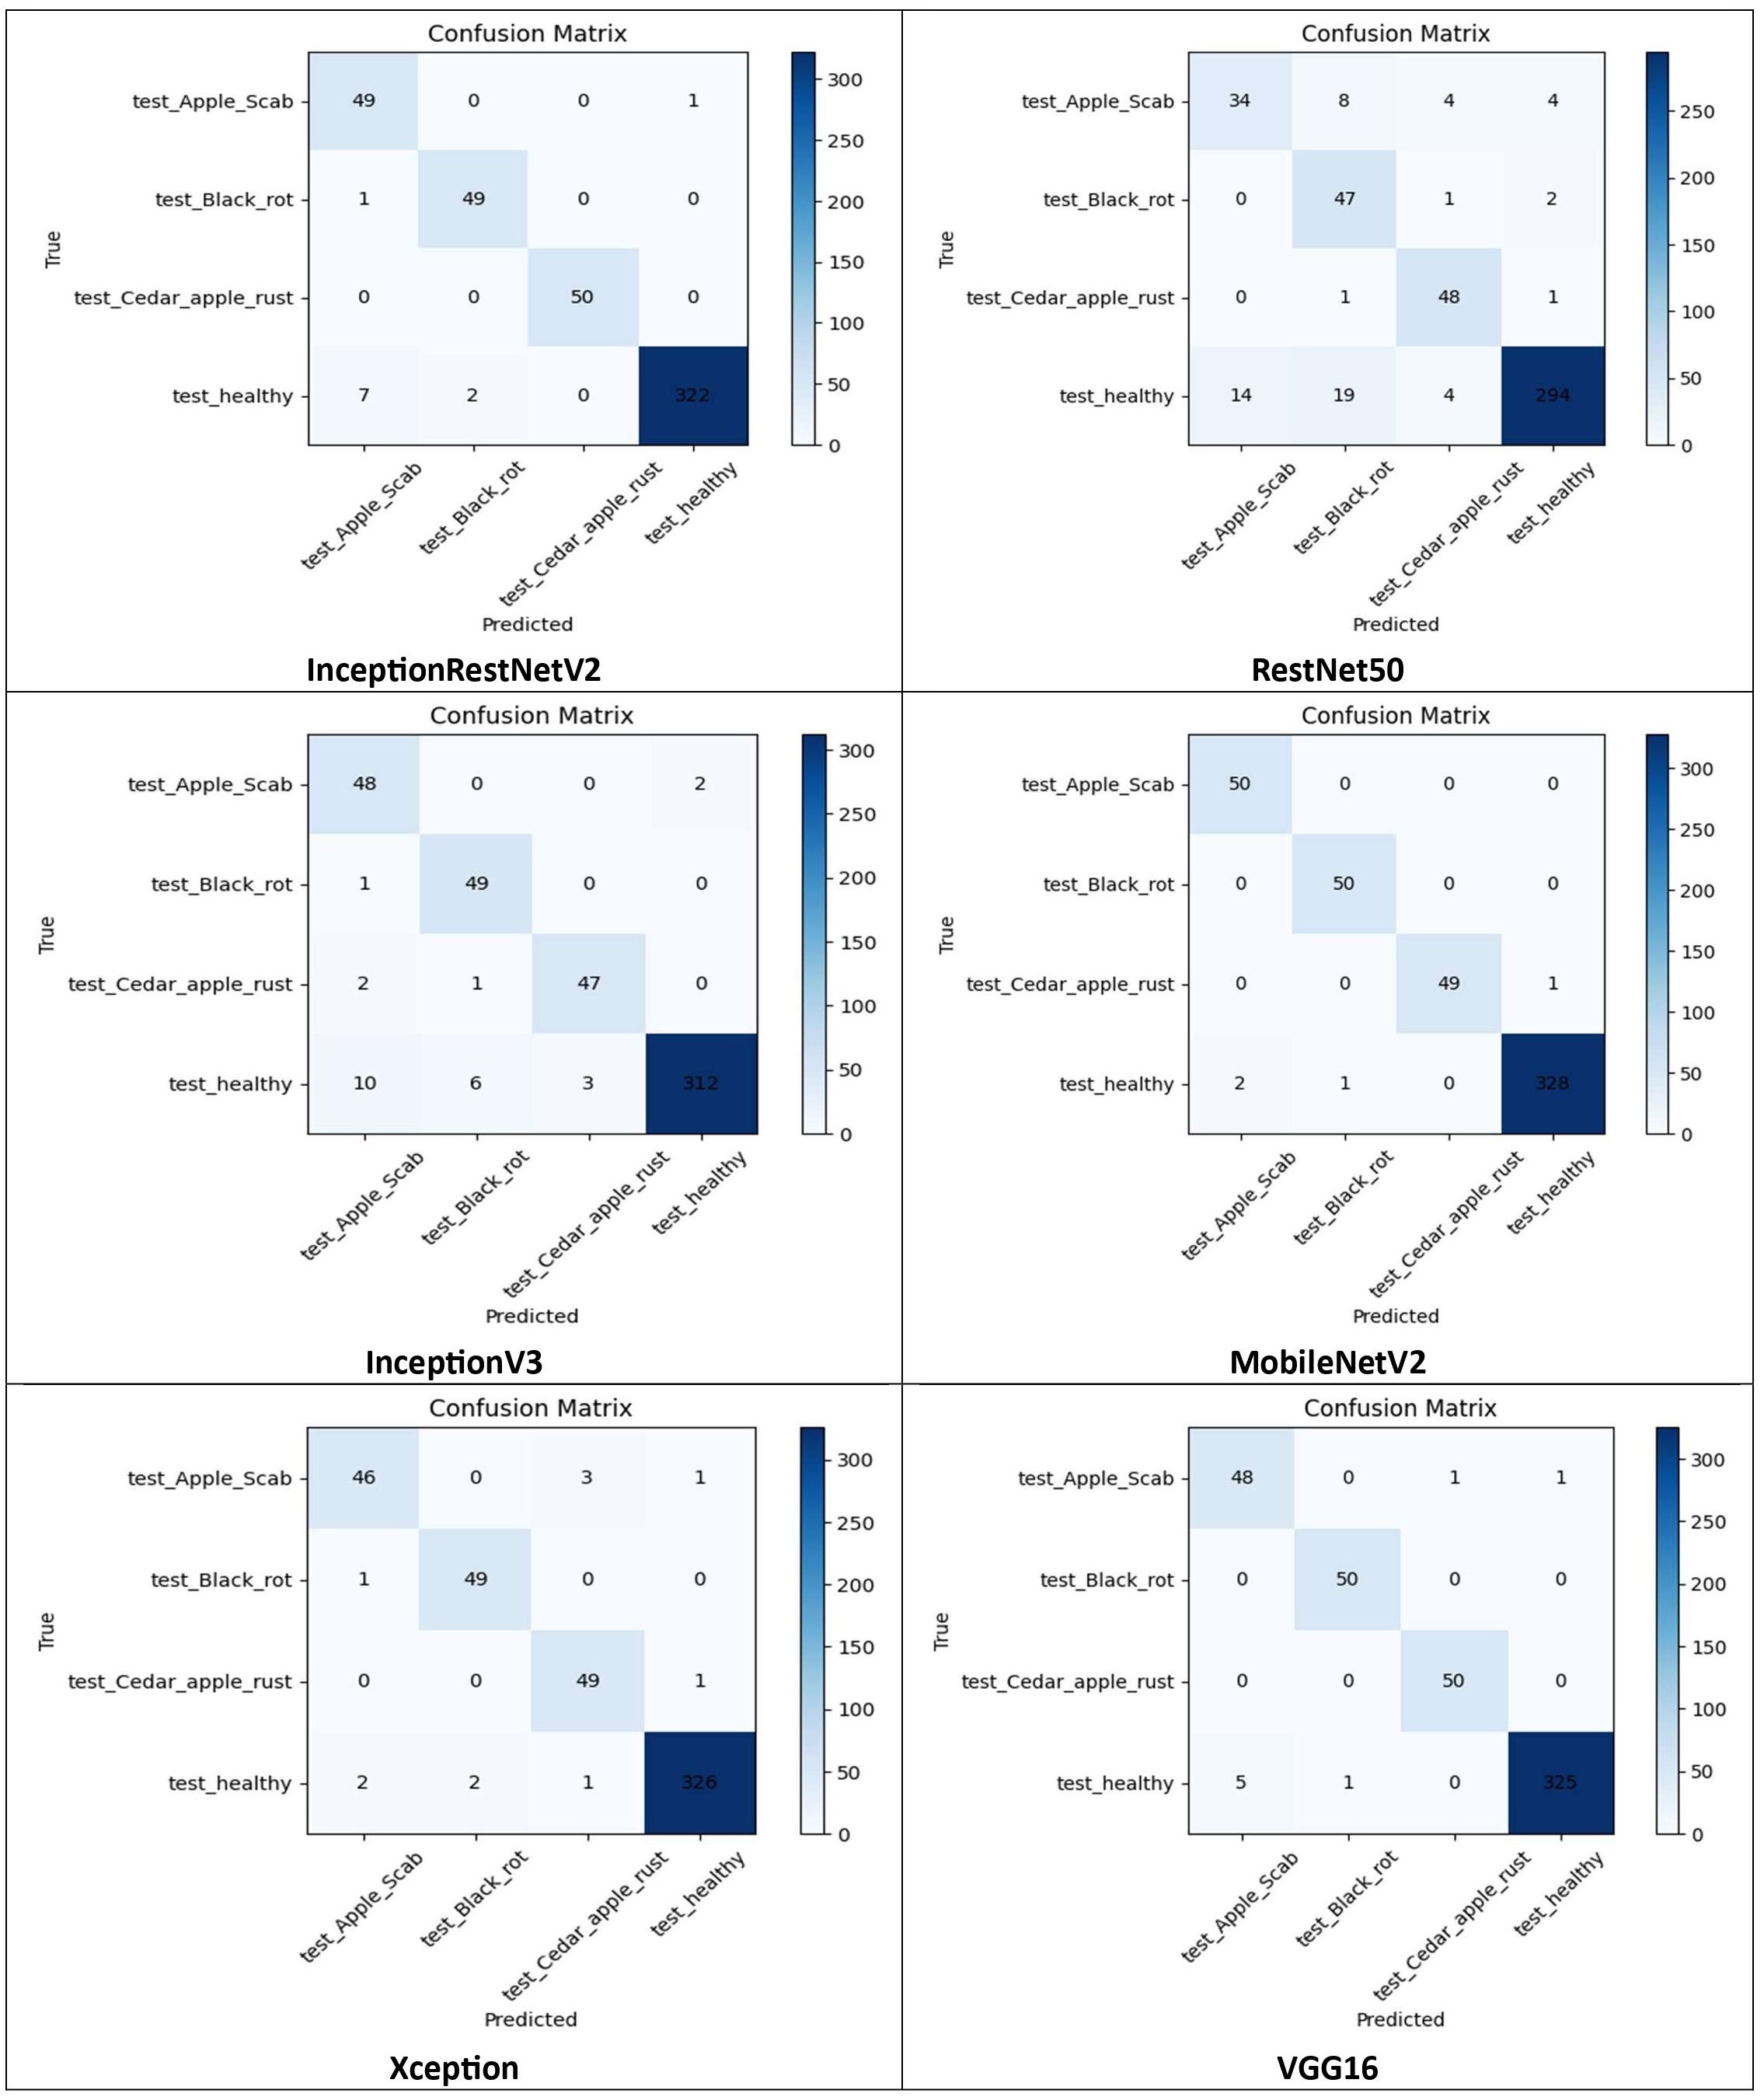 Confusion Matrix
test_Apple_Scab 49 0 0 1
test_Black_rot 1 49 0 0
test_Cedar_apple_rust 0 0 50 0
test_healthy 7 2 0 322
True
300
250
200
150
100
50
0
test_Apple_Scab test_Black_rot test_Cedar_apple_rust test_healthy
Predicted
InceptionRestNetV2
Confusion Matrix
test_Apple_Scab 34 8 4 4
test_Black_rot 0 47 1 2
test_Cedar_apple_rust 0 1 48 1
test_healthy 14 19 4 294
True
250
200
150
100
50
0
test_Apple_Scab test_Black_rot test_Cedar_apple_rust test_healthy
Predicted
RestNet50
Confusion Matrix
test_Apple_Scab 48 0 0 2
test_Black_rot 1 49 0 0
test_Cedar_apple_rust 2 1 47 0
test_healthy 10 6 3 312
True
300
250
200
150
100
50
0
test_Apple_Scab test_Black_rot test_Cedar_apple_rust test_healthy
Predicted
InceptionV3
Confusion Matrix
test_Apple_Scab 50 0 0 0
test_Black_rot 0 50 0 0
test_Cedar_apple_rust 0 0 49 1
test_healthy 2 1 0 328
True
300
250
200
150
100
50
0
test_Apple_Scab test_Black_rot test_Cedar_apple_rust test_healthy
Predicted
MobileNetV2
Confusion Matrix
test_Apple_Scab 46 0 3 1
test_Black_rot 1 49 0 0
test_Cedar_apple_rust 0 0 49 1
test_healthy 2 2 1 326
True
300
250
200
150
100
50
0
test_Apple_Scab test_Black_rot test_Cedar_apple_rust test_healthy
Predicted
Xception
Confusion Matrix
test_Apple_Scab 48 0 1 1
test_Black_rot 0 50 0 0
test_Cedar_apple_rust 0 0 50 0
test_healthy 5 1 0 325
True
300
250
200
150
100
50
0
test_Apple_Scab test_Black_rot test_Cedar_apple_rust test_healthy
Predicted
VGG16